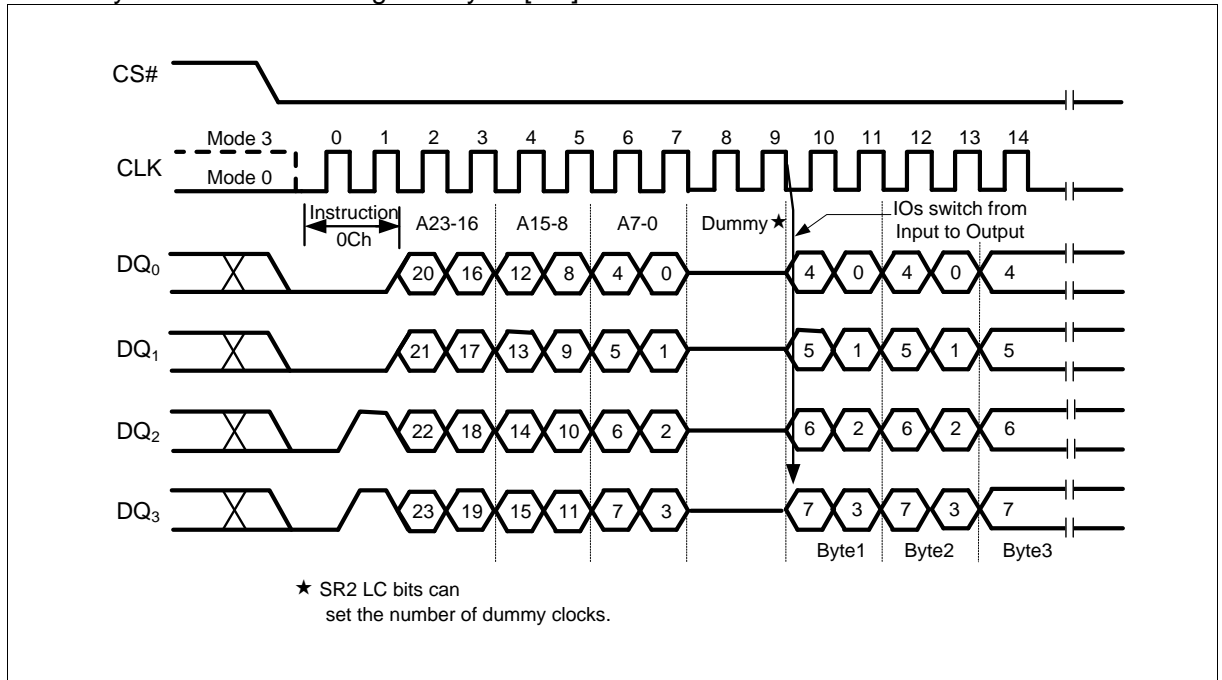 CS#
0 1 2 3 4 5 6 7 8 9 10 11 12 13 14
Mode 3
CLK
Mode 0
Instruction
0Ch
A23-16 A15-8 A7-0 Dummy★
IOs switch from
Input to Output
DQ0 20 16 12 8 4 0 4 0 4 0 4
DQ1 21 17 13 9 5 1 5 1 5 1 5
DQ2 22 18 14 10 6 2 6 2 6 2 6
DQ3 23 19 15 11 7 3 7 3 7 3 7
Byte1 Byte2 Byte3
★ SR2 LC bits can
set the number of dummy clocks.